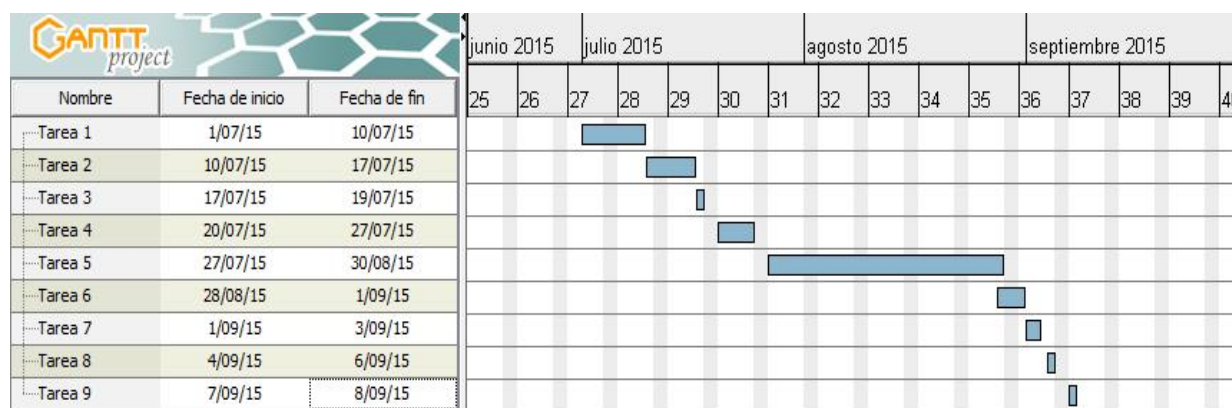 GANTT
project
junio 2015 julio 2015 agosto 2015 septiembre 2015
Nombre Fecha de inicio Fecha de fin 25 26 27 28 29 30 31 32 33 34 35 36 37 38 39
Tarea 1 1/07/15 10/07/15
Tarea 2 10/07/15 17/07/15
Tarea 3 17/07/15 19/07/15
Tarea 4 20/07/15 27/07/15
Tarea 5 27/07/15 30/08/15
Tarea 6 28/08/15 1/09/15
Tarea 7 1/09/15 3/09/15
Tarea 8 4/09/15 6/09/15
Tarea 9 7/09/15 8/09/15